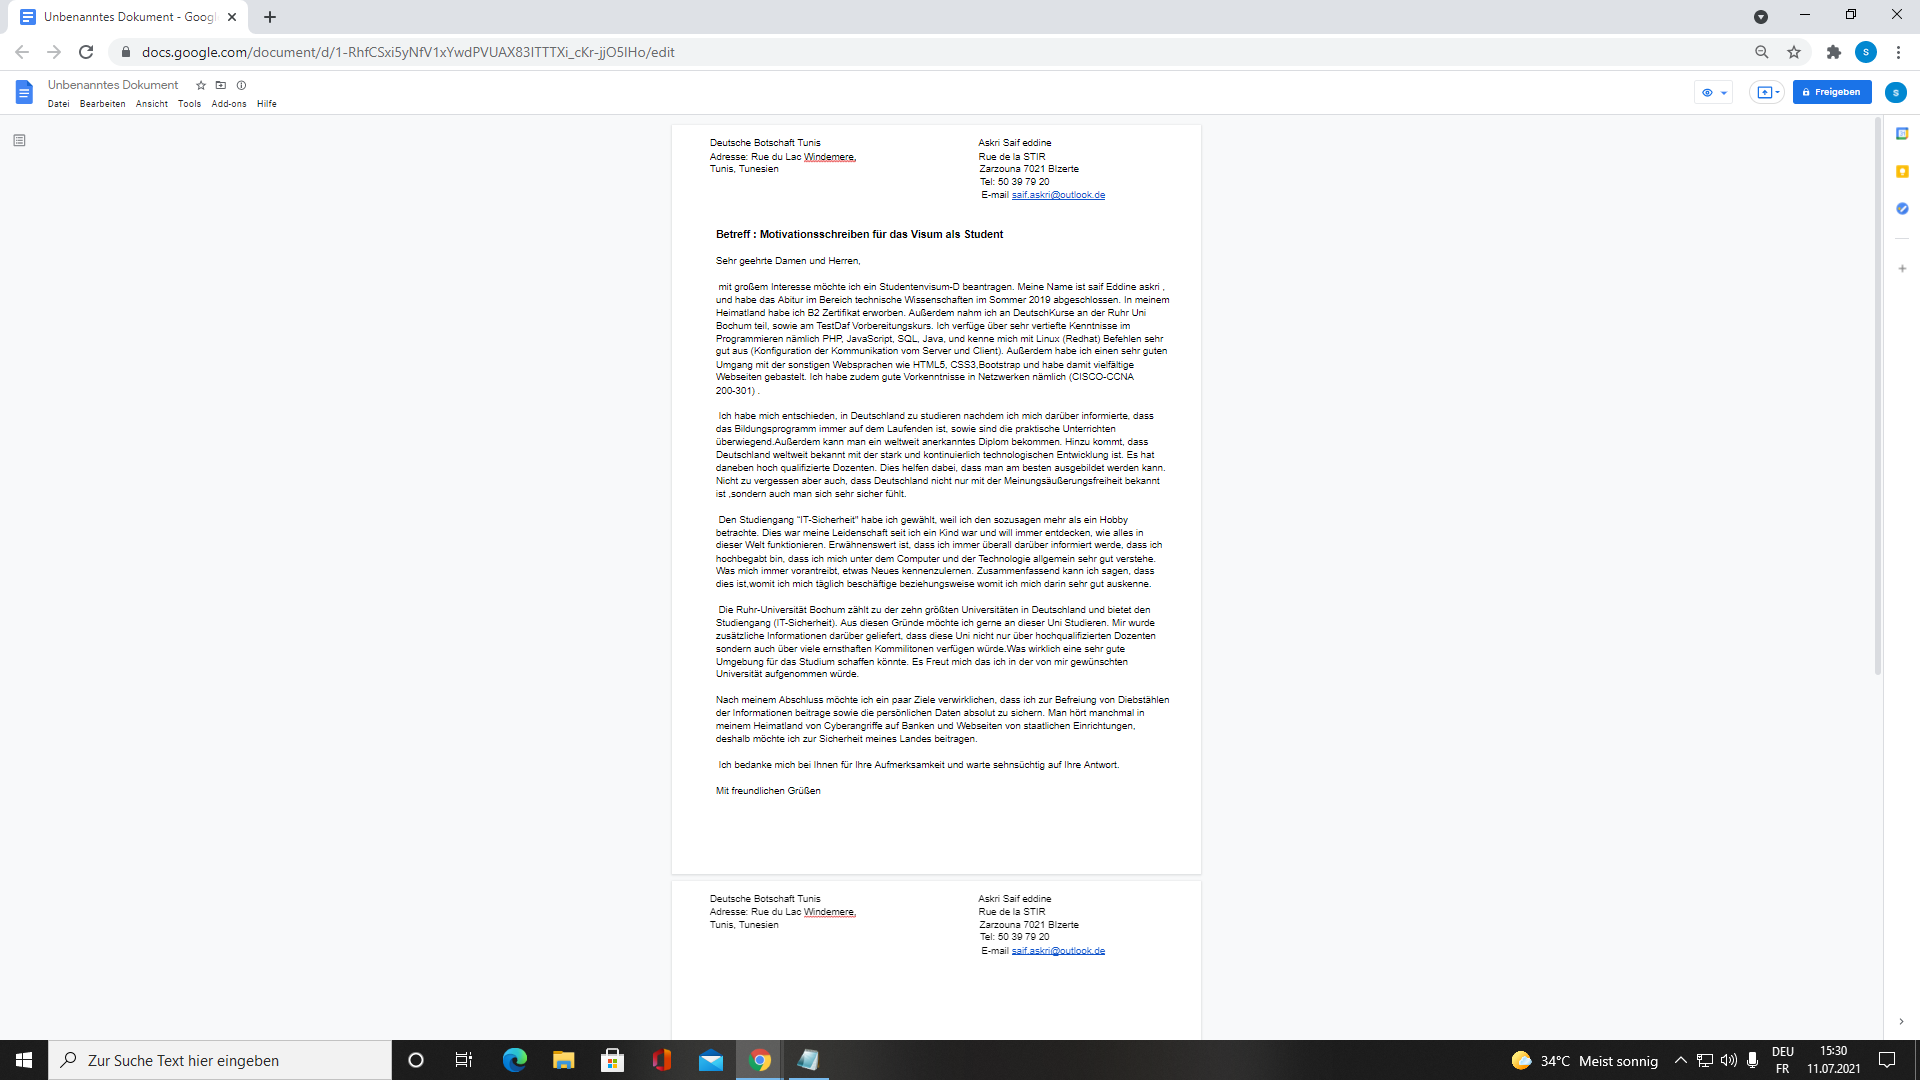 Unbenanntes Dokument - Googl
docs.google.com/document/d/1-RhfCSxi5yNfV1xYwdPVUAX83ITTTXi_cKr-jjO5IHo/edit
S
Unbenanntes Dokument
Datei Bearbeiten Ansicht Tools Add-ons Hilfe
Freigeben
S
Deutsche Botschaft Tunis
Adresse: Rue du Lac Windemere,
Tunis, Tunesien
Askri Saif eddine
Rue de la STIR
Zarzouna 7021 BIzerte
Tel: 50 39 79 20
E-mail saif.askri@outlook.de
Betreff : Motivationsschreiben für das Visum als Student
Sehr geehrte Damen und Herren,
mit großem Interesse möchte ich ein Studentenvisum-D beantragen. Meine Name ist saif Eddine askri ,
und habe das Abitur im Bereich technische Wissenschaften im Sommer 2019 abgeschlossen. In meinem
Heimatland habe ich B2 Zertifikat erworben. Außerdem nahm ich an DeutschKurse an der Ruhr Uni
Bochum teil, sowie am TestDaf Vorbereitungskurs. Ich verfüge über sehr vertiefte Kenntnisse im
Programmieren nämlich PHP, JavaScript, SQL, Java, und kenne mich mit Linux (Redhat) Befehlen sehr
gut aus (Konfiguration der Kommunikation vom Server und Client). Außerdem habe ich einen sehr guten
Umgang mit der sonstigen Websprachen wie HTML5, CSS3,Bootstrap und habe damit vielfältige
Webseiten gebastelt. Ich habe zudem gute Vorkenntnisse in Netzwerken nämlich (CISCO-CCNA
200-301) .
Ich habe mich entschieden, in Deutschland zu studieren nachdem ich mich darüber informierte, dass
das Bildungsprogramm immer auf dem Laufenden ist, sowie sind die praktische Unterrichten
überwiegend.Außerdem kann man ein weltweit anerkanntes Diplom bekommen. Hinzu kommt, dass
Deutschland weltweit bekannt mit der stark und kontinuierlich technologischen Entwicklung ist. Es hat
daneben hoch qualifizierte Dozenten. Dies helfen dabei, dass man am besten ausgebildet werden kann.
Nicht zu vergessen aber auch, dass Deutschland nicht nur mit der Meinungsäußerungsfreiheit bekannt
ist ,sondern auch man sich sehr sicher fühlt.
Den Studiengang “IT-Sicherheit" habe ich gewählt, weil ich den sozusagen mehr als ein Hobby
betrachte. Dies war meine Leidenschaft seit ich ein Kind war und will immer entdecken, wie alles in
dieser Welt funktionieren. Erwähnenswert ist, dass ich immer überall darüber informiert werde, dass ich
hochbegabt bin, dass ich mich unter dem Computer und der Technologie allgemein sehr gut verstehe.
Was mich immer vorantreibt, etwas Neues kennenzulernen. Zusammenfassend kann ich sagen, dass
dies ist,womit ich mich täglich beschäftige beziehungsweise womit ich mich darin sehr gut auskenne.
Die Ruhr-Universität Bochum zählt zu der zehn größten Universitäten in Deutschland und bietet den
Studiengang (IT-Sicherheit). Aus diesen Gründe möchte ich gerne an dieser Uni Studieren. Mir wurde
zusätzliche Informationen darüber geliefert, dass diese Uni nicht nur über hochqualifizierten Dozenten
sondern auch über viele ernsthaften Kommilitonen verfügen würde.Was wirklich eine sehr gute
Umgebung für das Studium schaffen könnte. Es Freut mich das ich in der von mir gewünschten
Universität aufgenommen würde.
Nach meinem Abschluss möchte ich ein paar Ziele verwirklichen, dass ich zur Befreiung von Diebstählen
der Informationen beitrage sowie die persönlichen Daten absolut zu sichern. Man hört manchmal in
meinem Heimatland von Cyberangriffe auf Banken und Webseiten von staatlichen Einrichtungen,
deshalb möchte ich zur Sicherheit meines Landes beitragen.
Ich bedanke mich bei Ihnen für Ihre Aufmerksamkeit und warte sehnsüchtig auf Ihre Antwort.
Mit freundlichen Grüßen
Deutsche Botschaft Tunis
Adresse: Rue du Lac Windemere,
Tunis, Tunesien
Askri Saif eddine
Rue de la STIR
Zarzouna 7021 BIzerte
Tel: 50 39 79 20
E-mail saif.askri@outlook.de
Zur Suche Text hier eingeben
34°C Meist sonnig
DEU
FR
15:30
11.07.2021